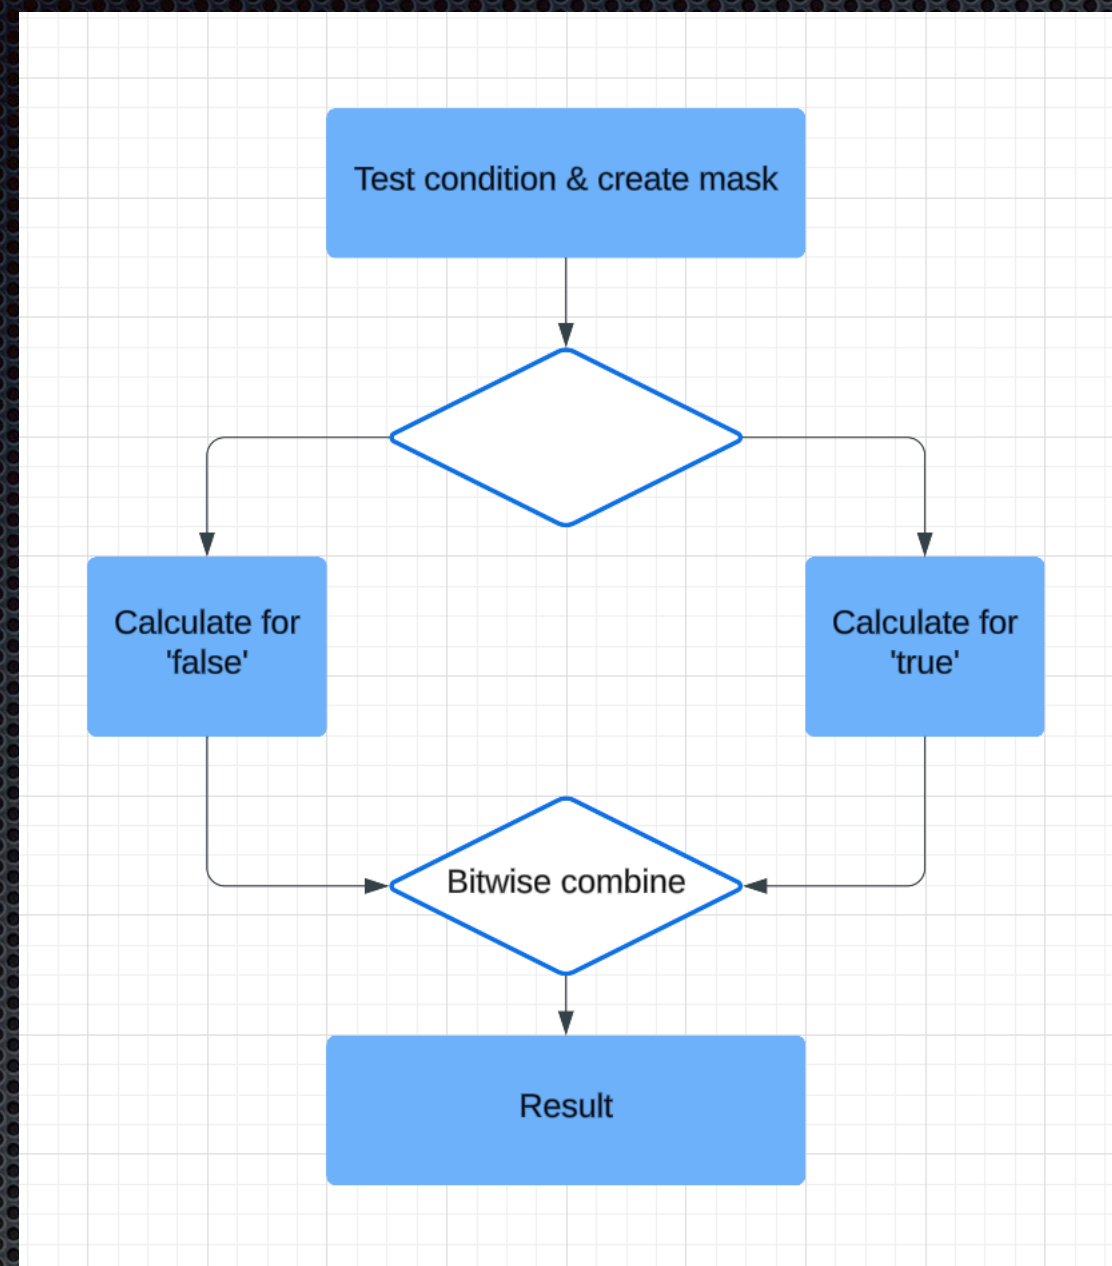 Test condition & create mask
Calculate for
'false'
Calculate for
'true'
Bitwise combine
Result